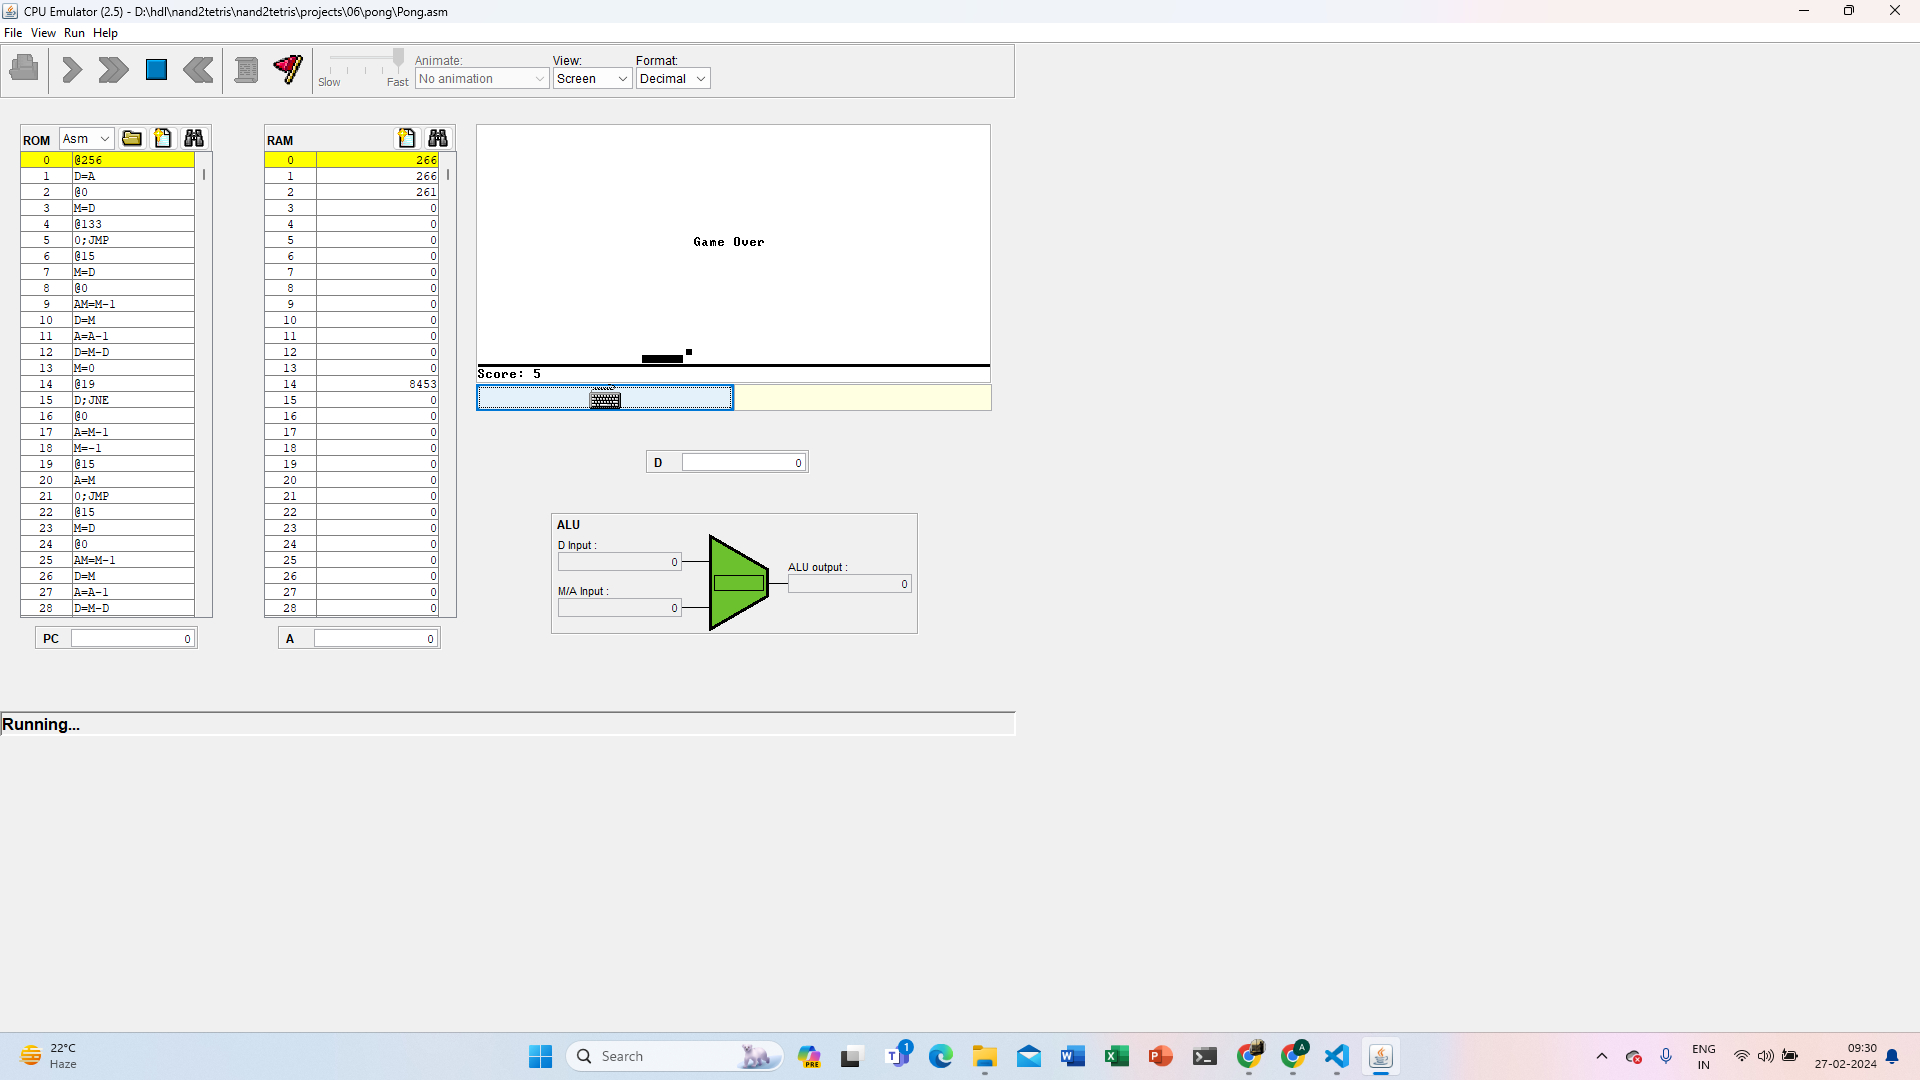 CPU Emulator (2.5) - D:\hdl\nand2tetris\nand2tetris\projects\06\pong\Pong.asm
File View Run Help
Slow Fast
Animate:
No animation
View:
Screen
Format:
Decimal
ROM Asm
0 @256
1 D=A
2 @0
3 M=D
4 @133
5 0;JMP
6 @15
7 M=D
8 @0
9 AM=M-1
10 D=M
11 A=A-1
12 D=M-D
13 M=0
14 @19
15 D;JNE
16 @0
17 A=M-1
18 M=-1
19 @15
20 A=M
21 0;JMP
22 @15
23 M=D
24 @0
25 AM=M-1
26 D=M
27 A=A-1
28 D=M-D
PC 0
RAM
0 266
1 266
2 261
3 0
4 0
5 0
6 0
7 0
8 0
9 0
10 0
11 0
12 0
13 0
14 8453
15 0
16 0
17 0
18 0
19 0
20 0
21 0
22 0
23 0
24 0
25 0
26 0
27 0
28 0
A 0
Game Over
Score: 5
D 0
ALU
D Input :
0
M/A Input :
0
ALU output :
0
Running...
22°C
Haze
Search
PRE
1
A
ENG
IN
09:30
27-02-2024